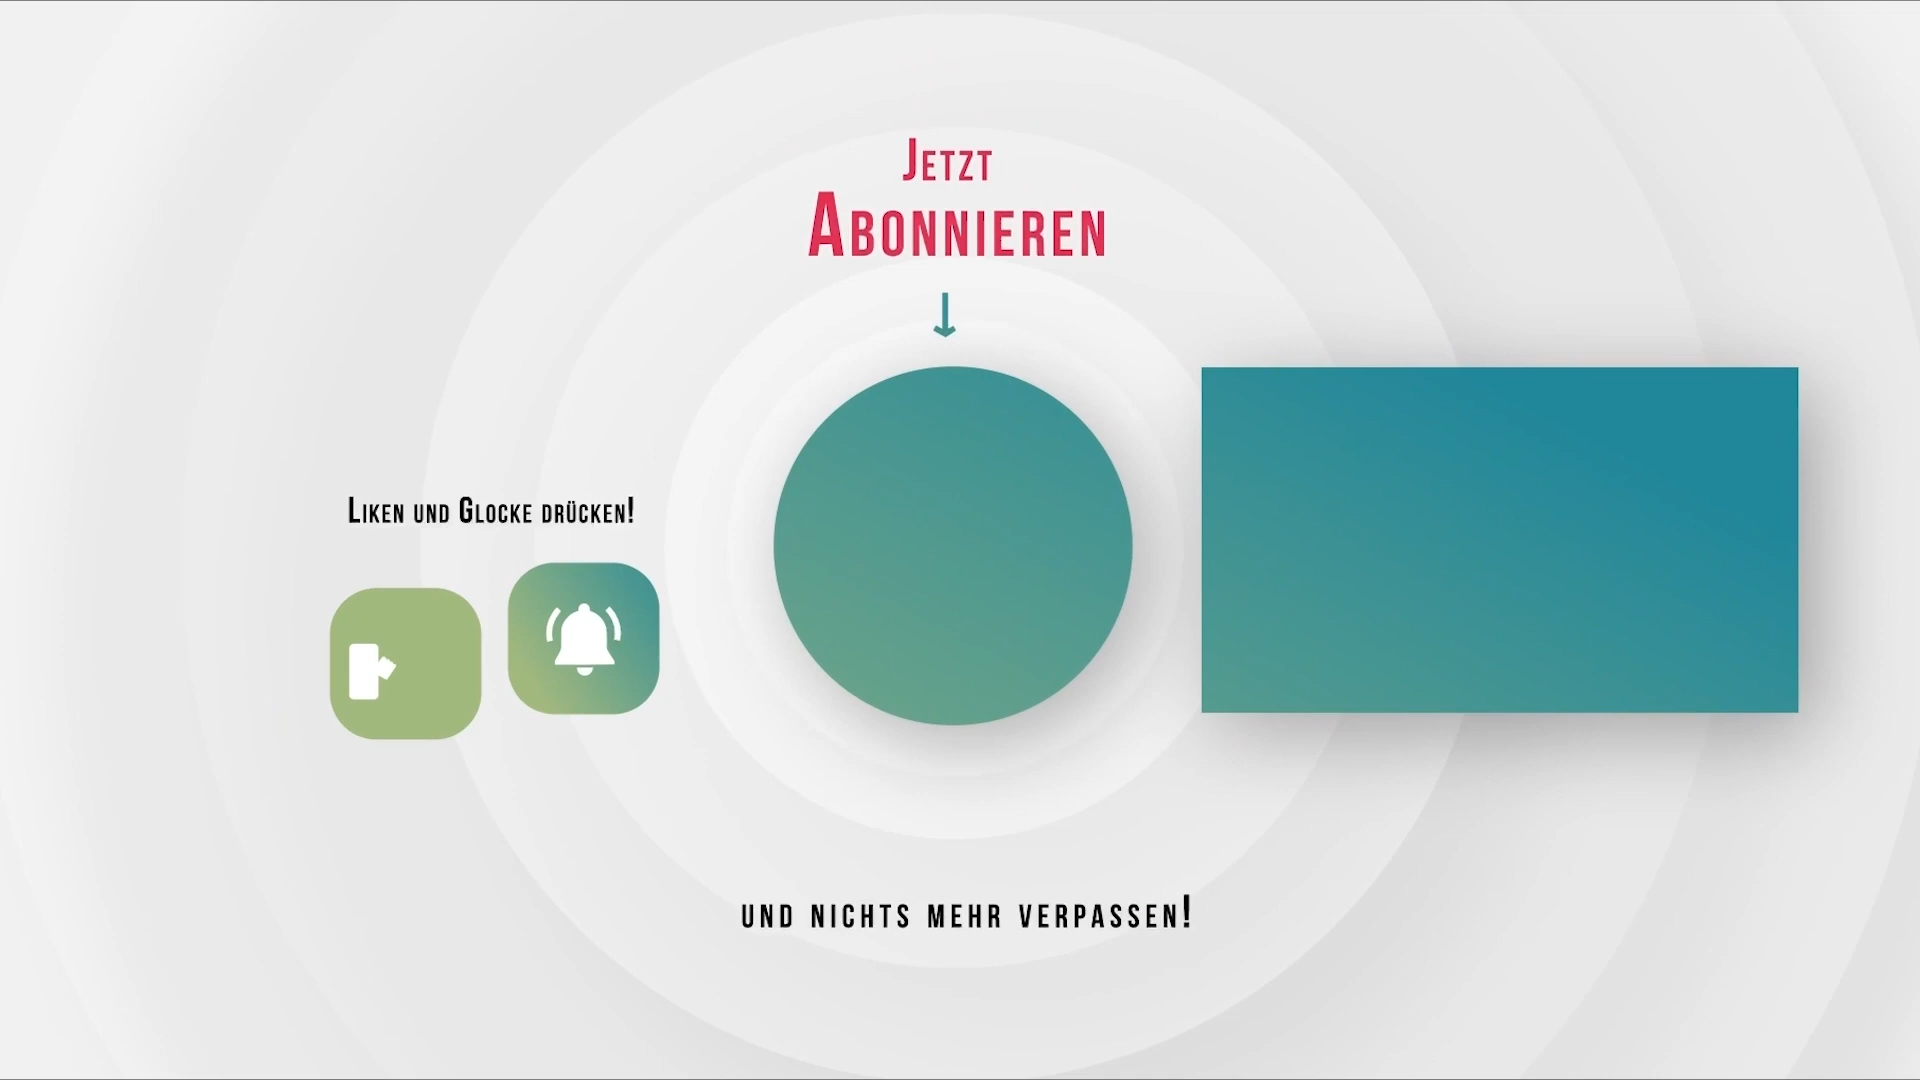 Jetzt
Abonnieren
Liken und Glocke drücken!
und nichts mehr verpassen!